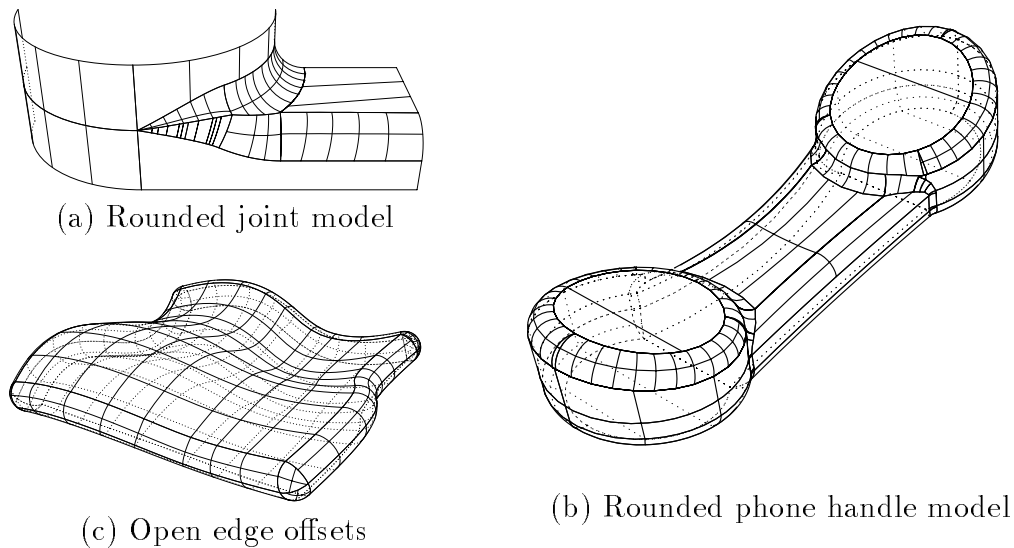 (a) Rounded joint model
(b) Rounded phone handle model
(c) Open edge offsets